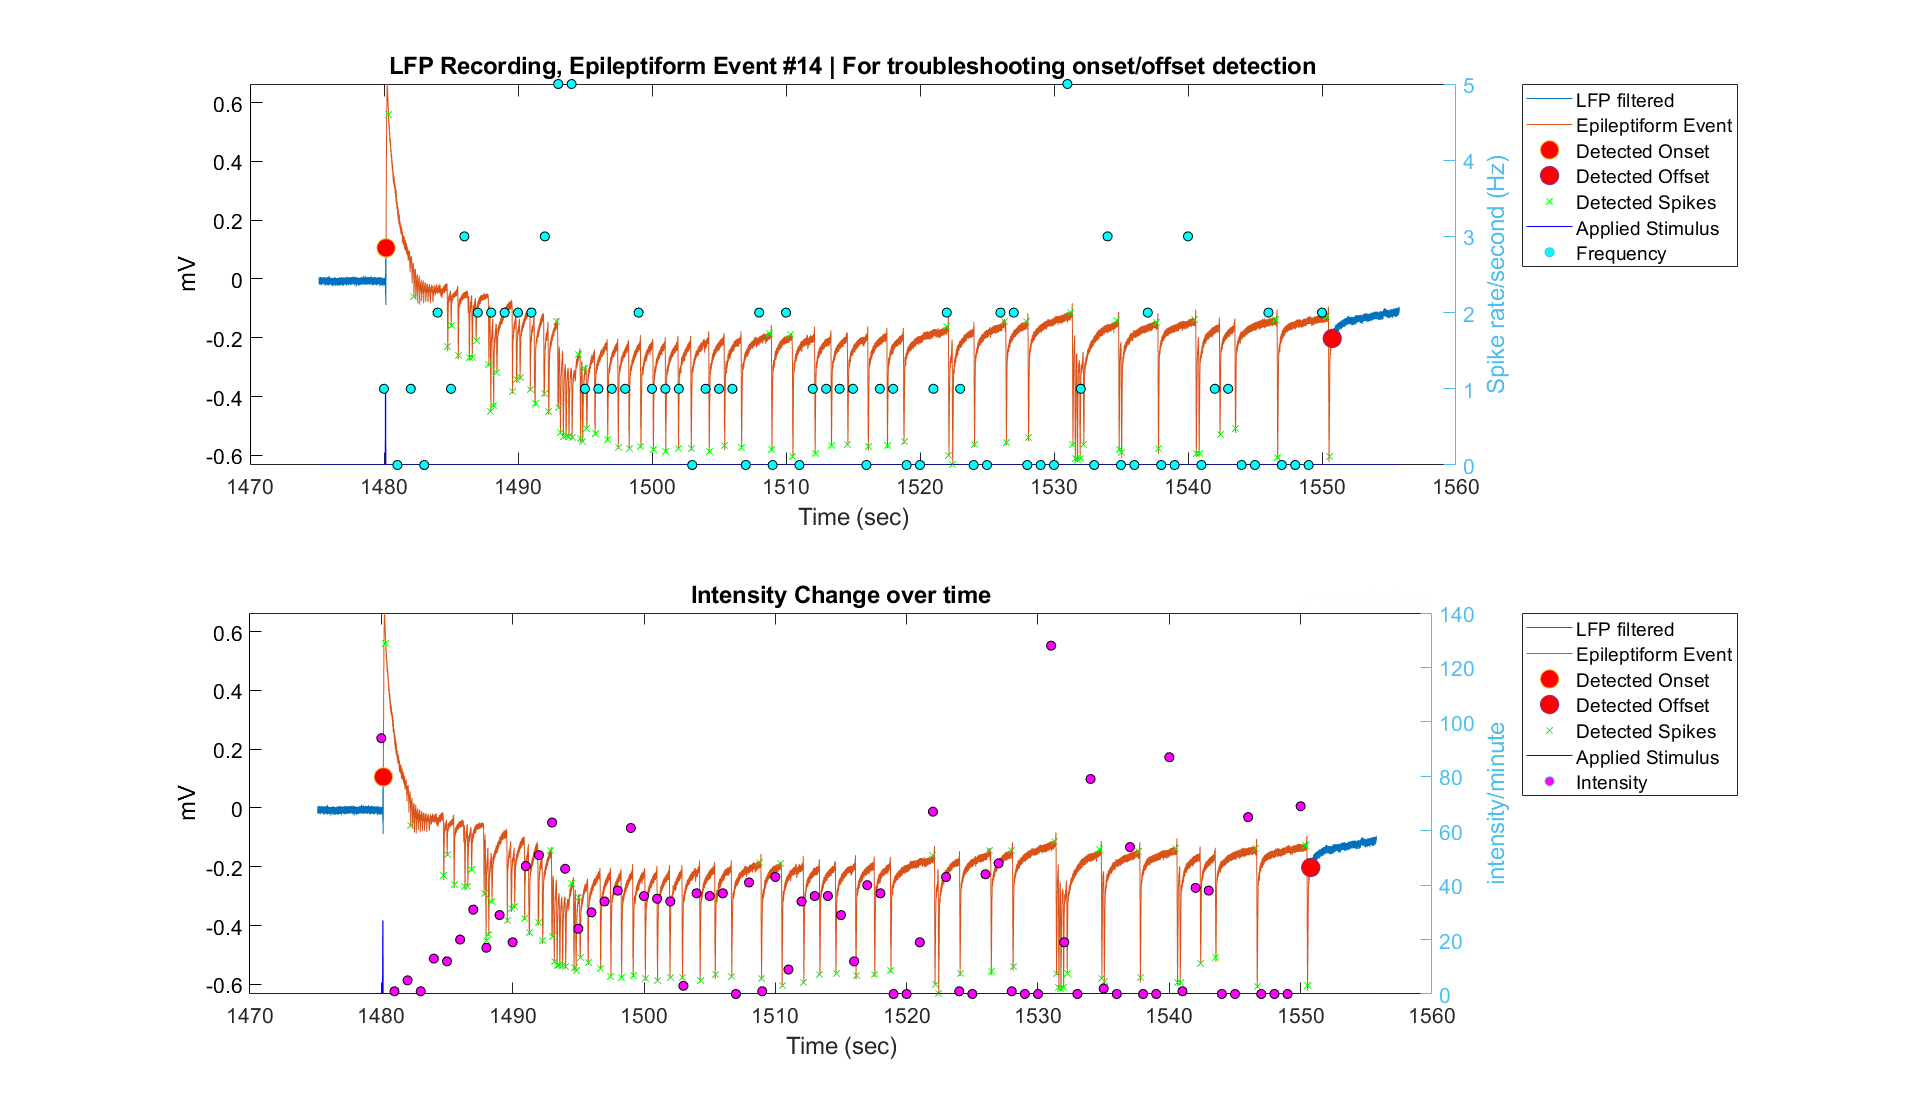 LFP Recording, Epileptiform Event #14 | For troubleshooting onset/offset detection
0.6
0.4
0.2
0
-0.2
-0.4
-0.6
mV
1470
1480
1490
1500
1510
1520
1530
1540
1550
1560
Time (sec)
5
4
3
2
1
0
Spike rate/second (Hz)
LFP filtered
Epileptiform Event
Detected Onset
Detected Offset
Detected Spikes
Applied Stimulus
Frequency
Intensity Change over time
0.6
0.4
0.2
0
-0.2
-0.4
-0.6
mV
1470
1480
1490
1500
1510
1520
1530
1540
1550
1560
Time (sec)
140
120
100
80
60
40
20
0
intensity/minute
LFP filtered
Epileptiform Event
Detected Onset
Detected Offset
Detected Spikes
Applied Stimulus
Intensity